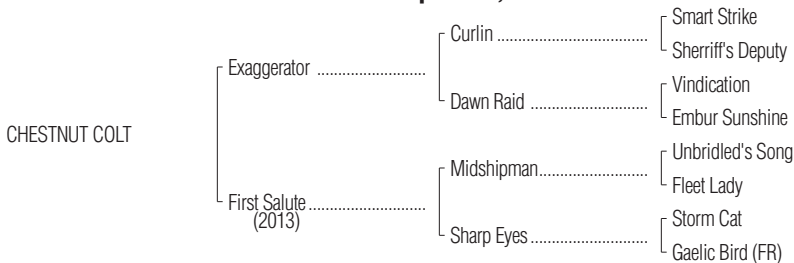 Smart Strike
Curlin
Sherriff's Deputy
Exaggerator
Vindication
Dawn Raid
Embur Sunshine
CHESTNUT COLT
Unbridled's Song
Midshipman
Fleet Lady
First Salute
(2013)
Storm Cat
Sharp Eyes
Gaelic Bird (FR)